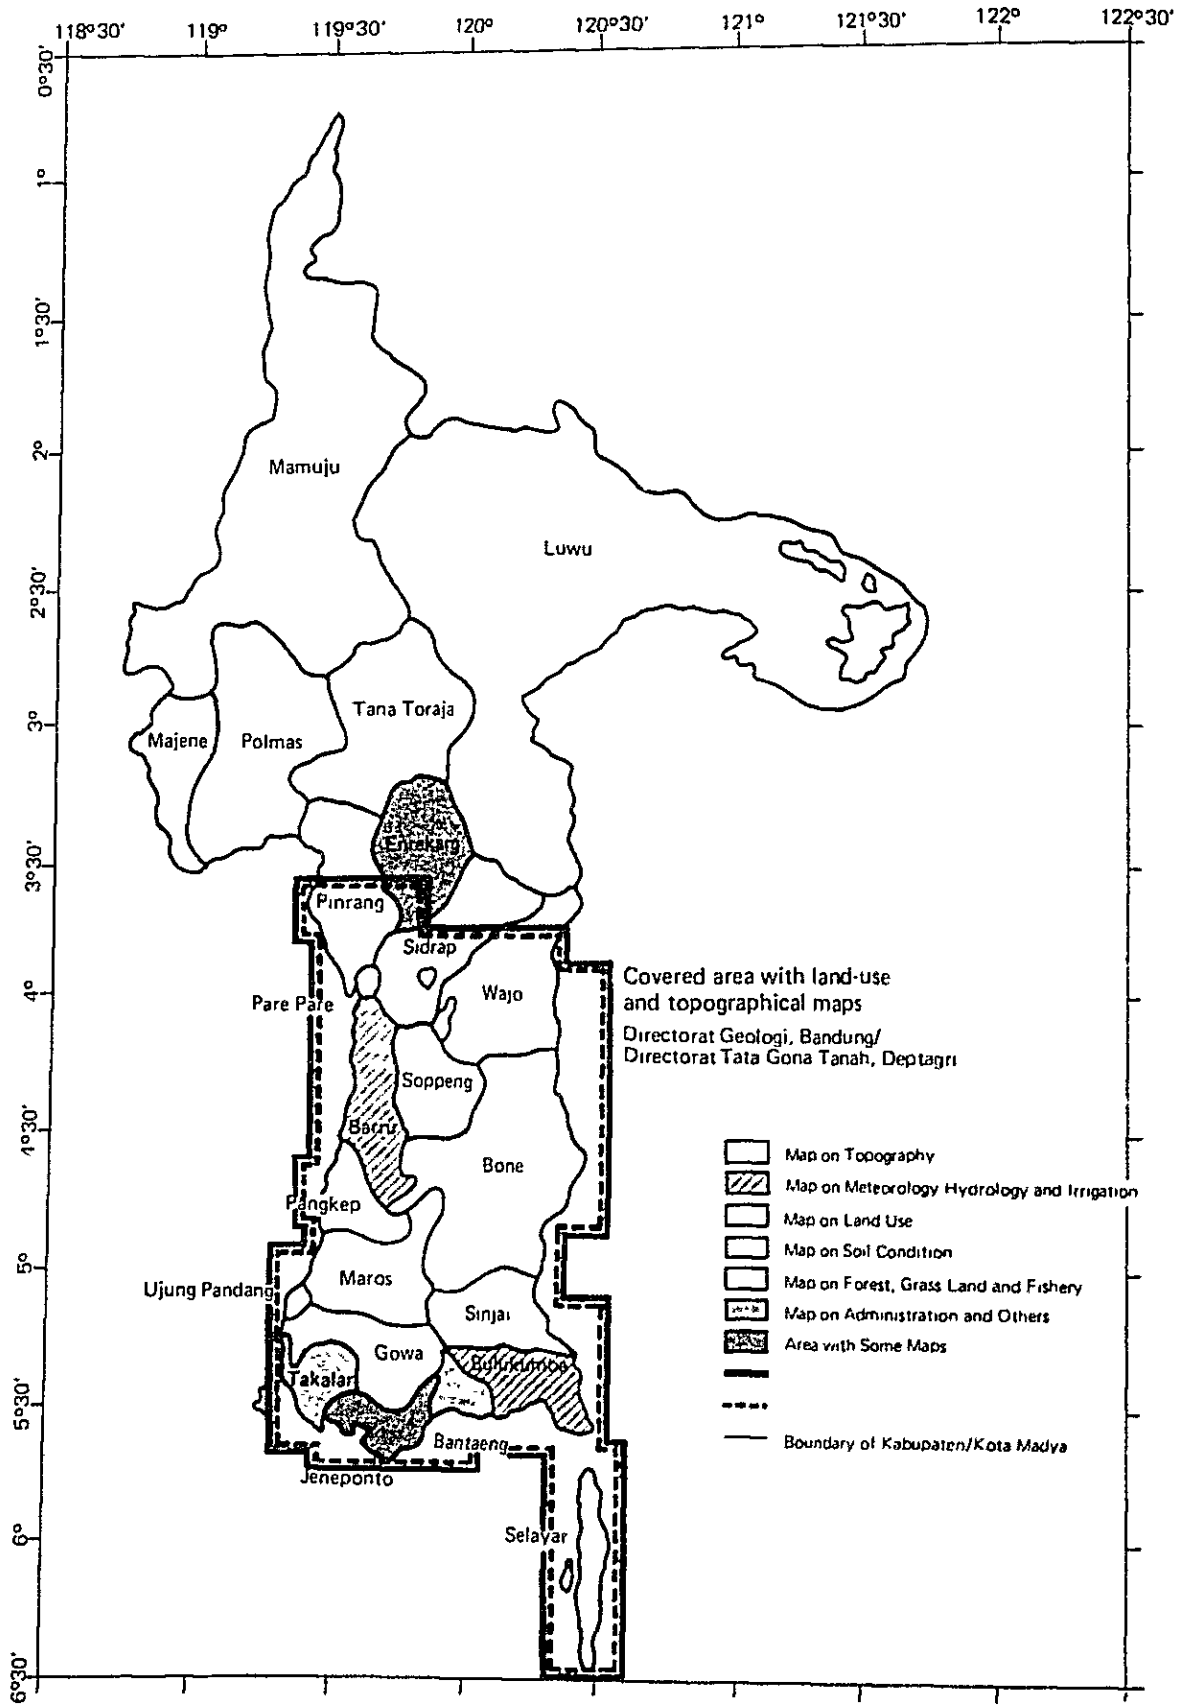 118°30' 119° 119°30' 120° 120°30' 121° 121°30' 122° 122°30'
0°30'
1°
1°30'
2°
2°30'
3°
3°30'
4°
4°30'
5°
5°30'
6°
6°30'
Mamuju
Luwu
Tana Toraja
Majene
Polmas
Enrekang
Pinrang
Sidrap
Pare Pare
Wajo
Soppeng
Barru
Bone
Pangkep
Maros
Ujung Pandang
Sinjai
Gowa
Bulukumba
Takalar
Bantaeng
Jeneponto
Selayar
Covered area with land-use
and topographical maps
Directorat Geologi, Bandung/
Directorat Tata Gona Tanah, Deptagri
Map on Topography
Map on Meteorology Hydrology and Irrigation
Map on Land Use
Map on Soil Condition
Map on Forest, Grass Land and Fishery
Map on Administration and Others
Area with Some Maps
Boundary of Kabupaten/Kota Madya